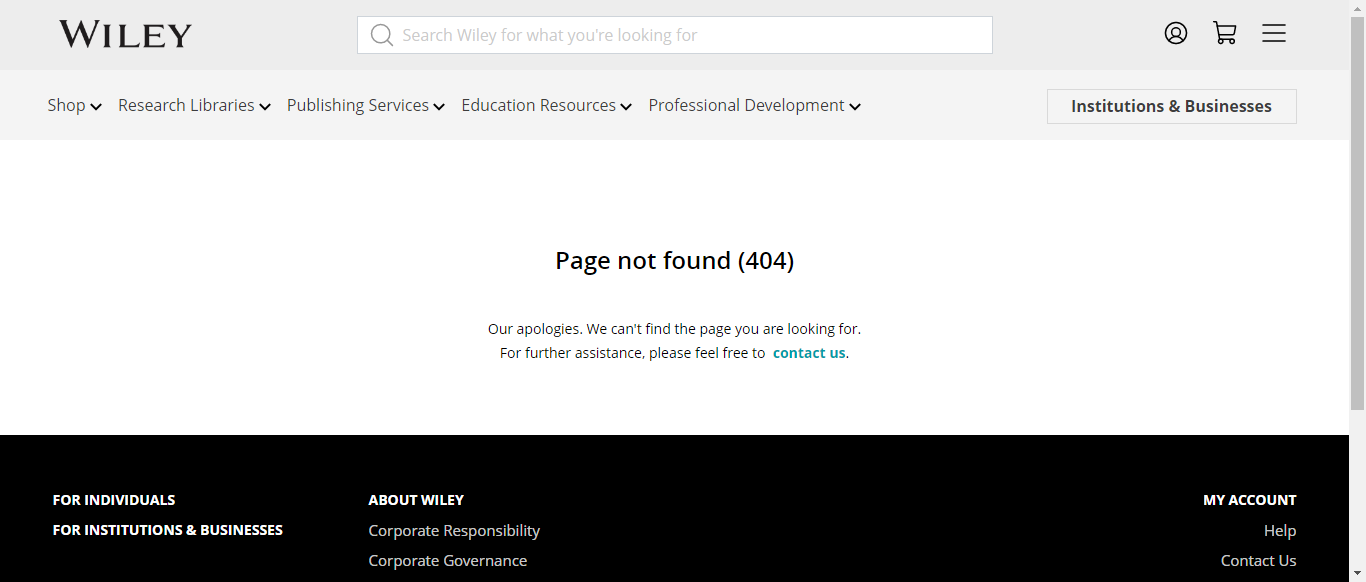 WILEY
Search Wiley for what you're looking for
Shop Research Libraries Publishing Services Education Resources Professional Development Institutions & Businesses
Page not found (404)
Our apologies. We can't find the page you are looking for.
For further assistance, please feel free to contact us.
FOR INDIVIDUALS
FOR INSTITUTIONS & BUSINESSES
ABOUT WILEY
Corporate Responsibility
Corporate Governance
MY ACCOUNT
Help
Contact Us